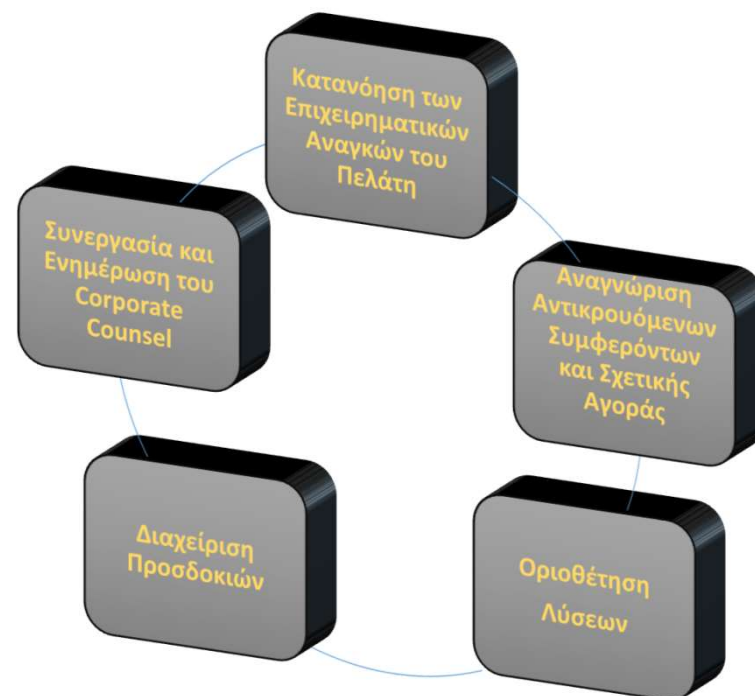 Κατανόηση των
Επιχειρηματικών
Αναγκών του
Πελάτη
Αναγνώριση
Αντικρουόμενων
Συμφερόντων
και Σχετικής
Αγοράς
Οριοθέτηση
Λύσεων
Διαχείριση
Προσδοκιών
Συνεργασία και
Ενημέρωση του
Corporate
Counsel